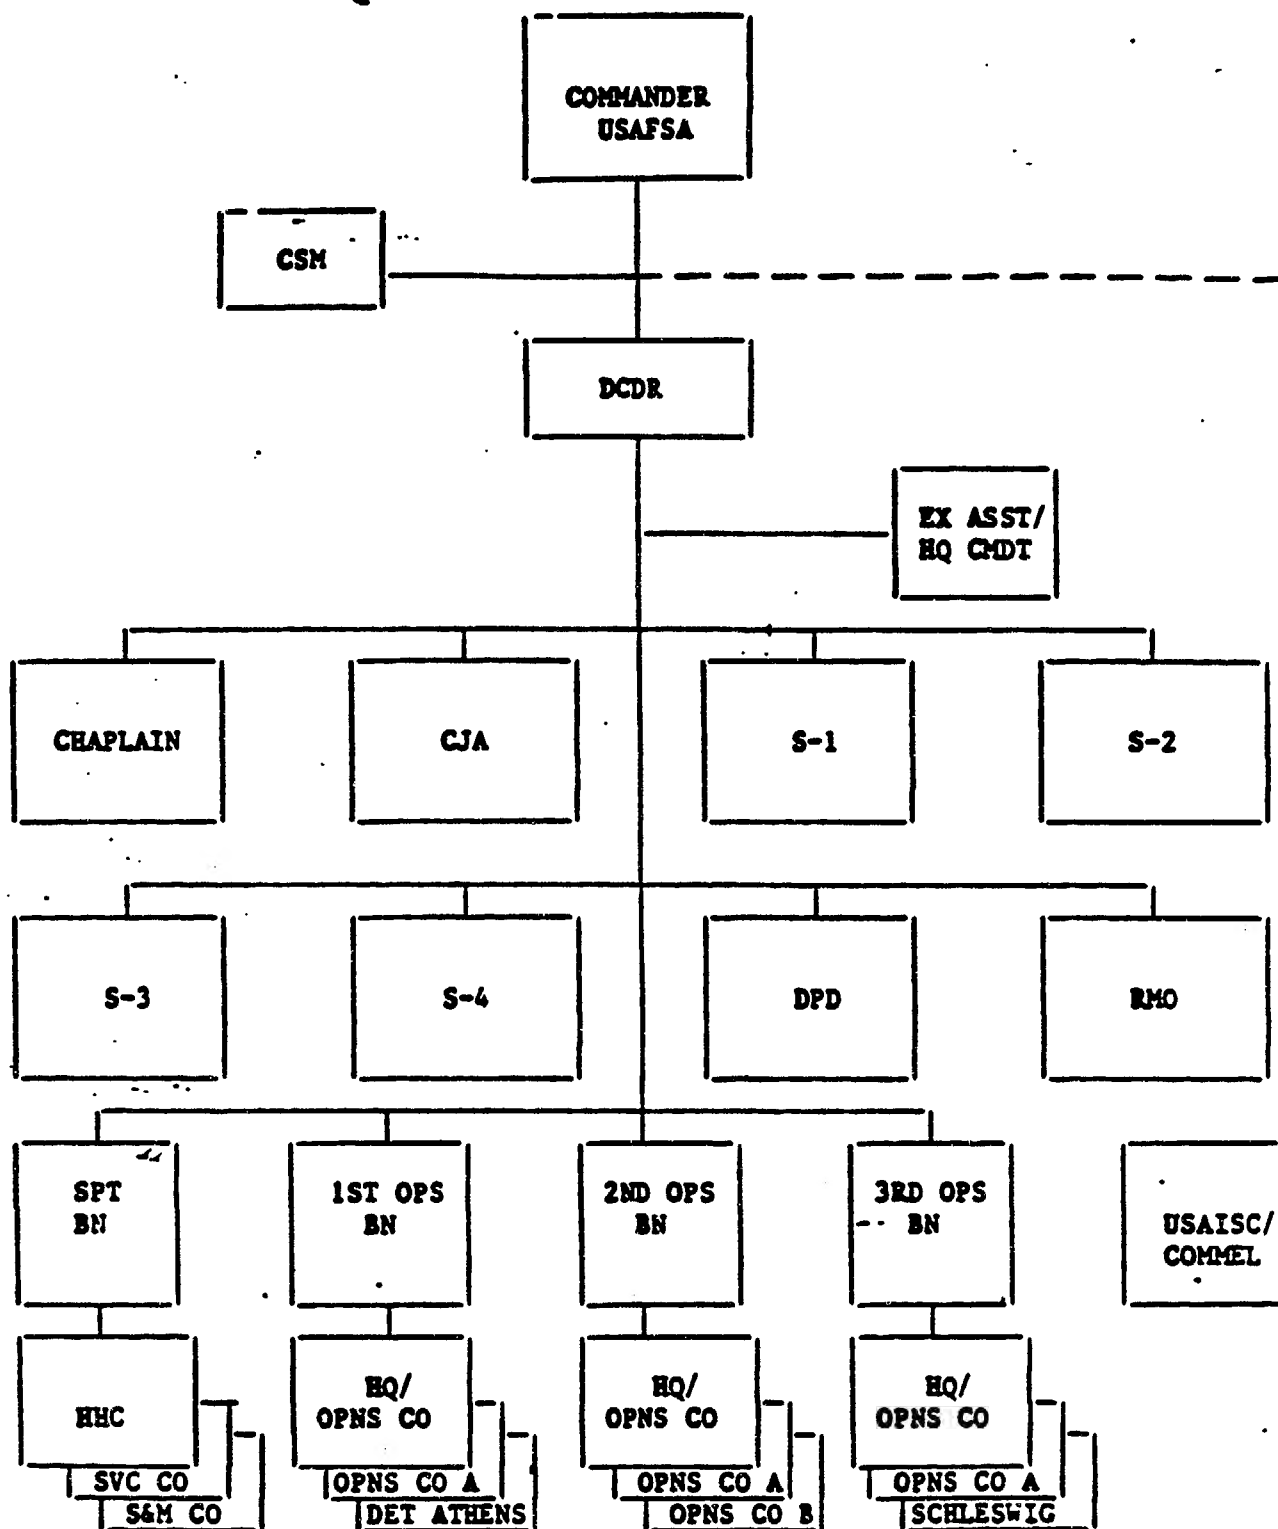 COMMANDER
USAFSA
CSM
DCDR
EX ASST/
HQ CMDT
CHAPLAIN
CJA
S-1
S-2
S-3
S-4
DPD
RMO
SPT
BN
1ST OPS
BN
2ND OPS
BN
3RD OPS
BN
USAISC/
COMMEL
HHC
SVC CO
S&M CO
HQ/
OPNS CO
OPNS CO A
DET ATHENS
HQ/
OPNS CO
OPNS CO A
OPNS CO B
HQ/
OPNS CO
OPNS CO A
SCHLESWIG